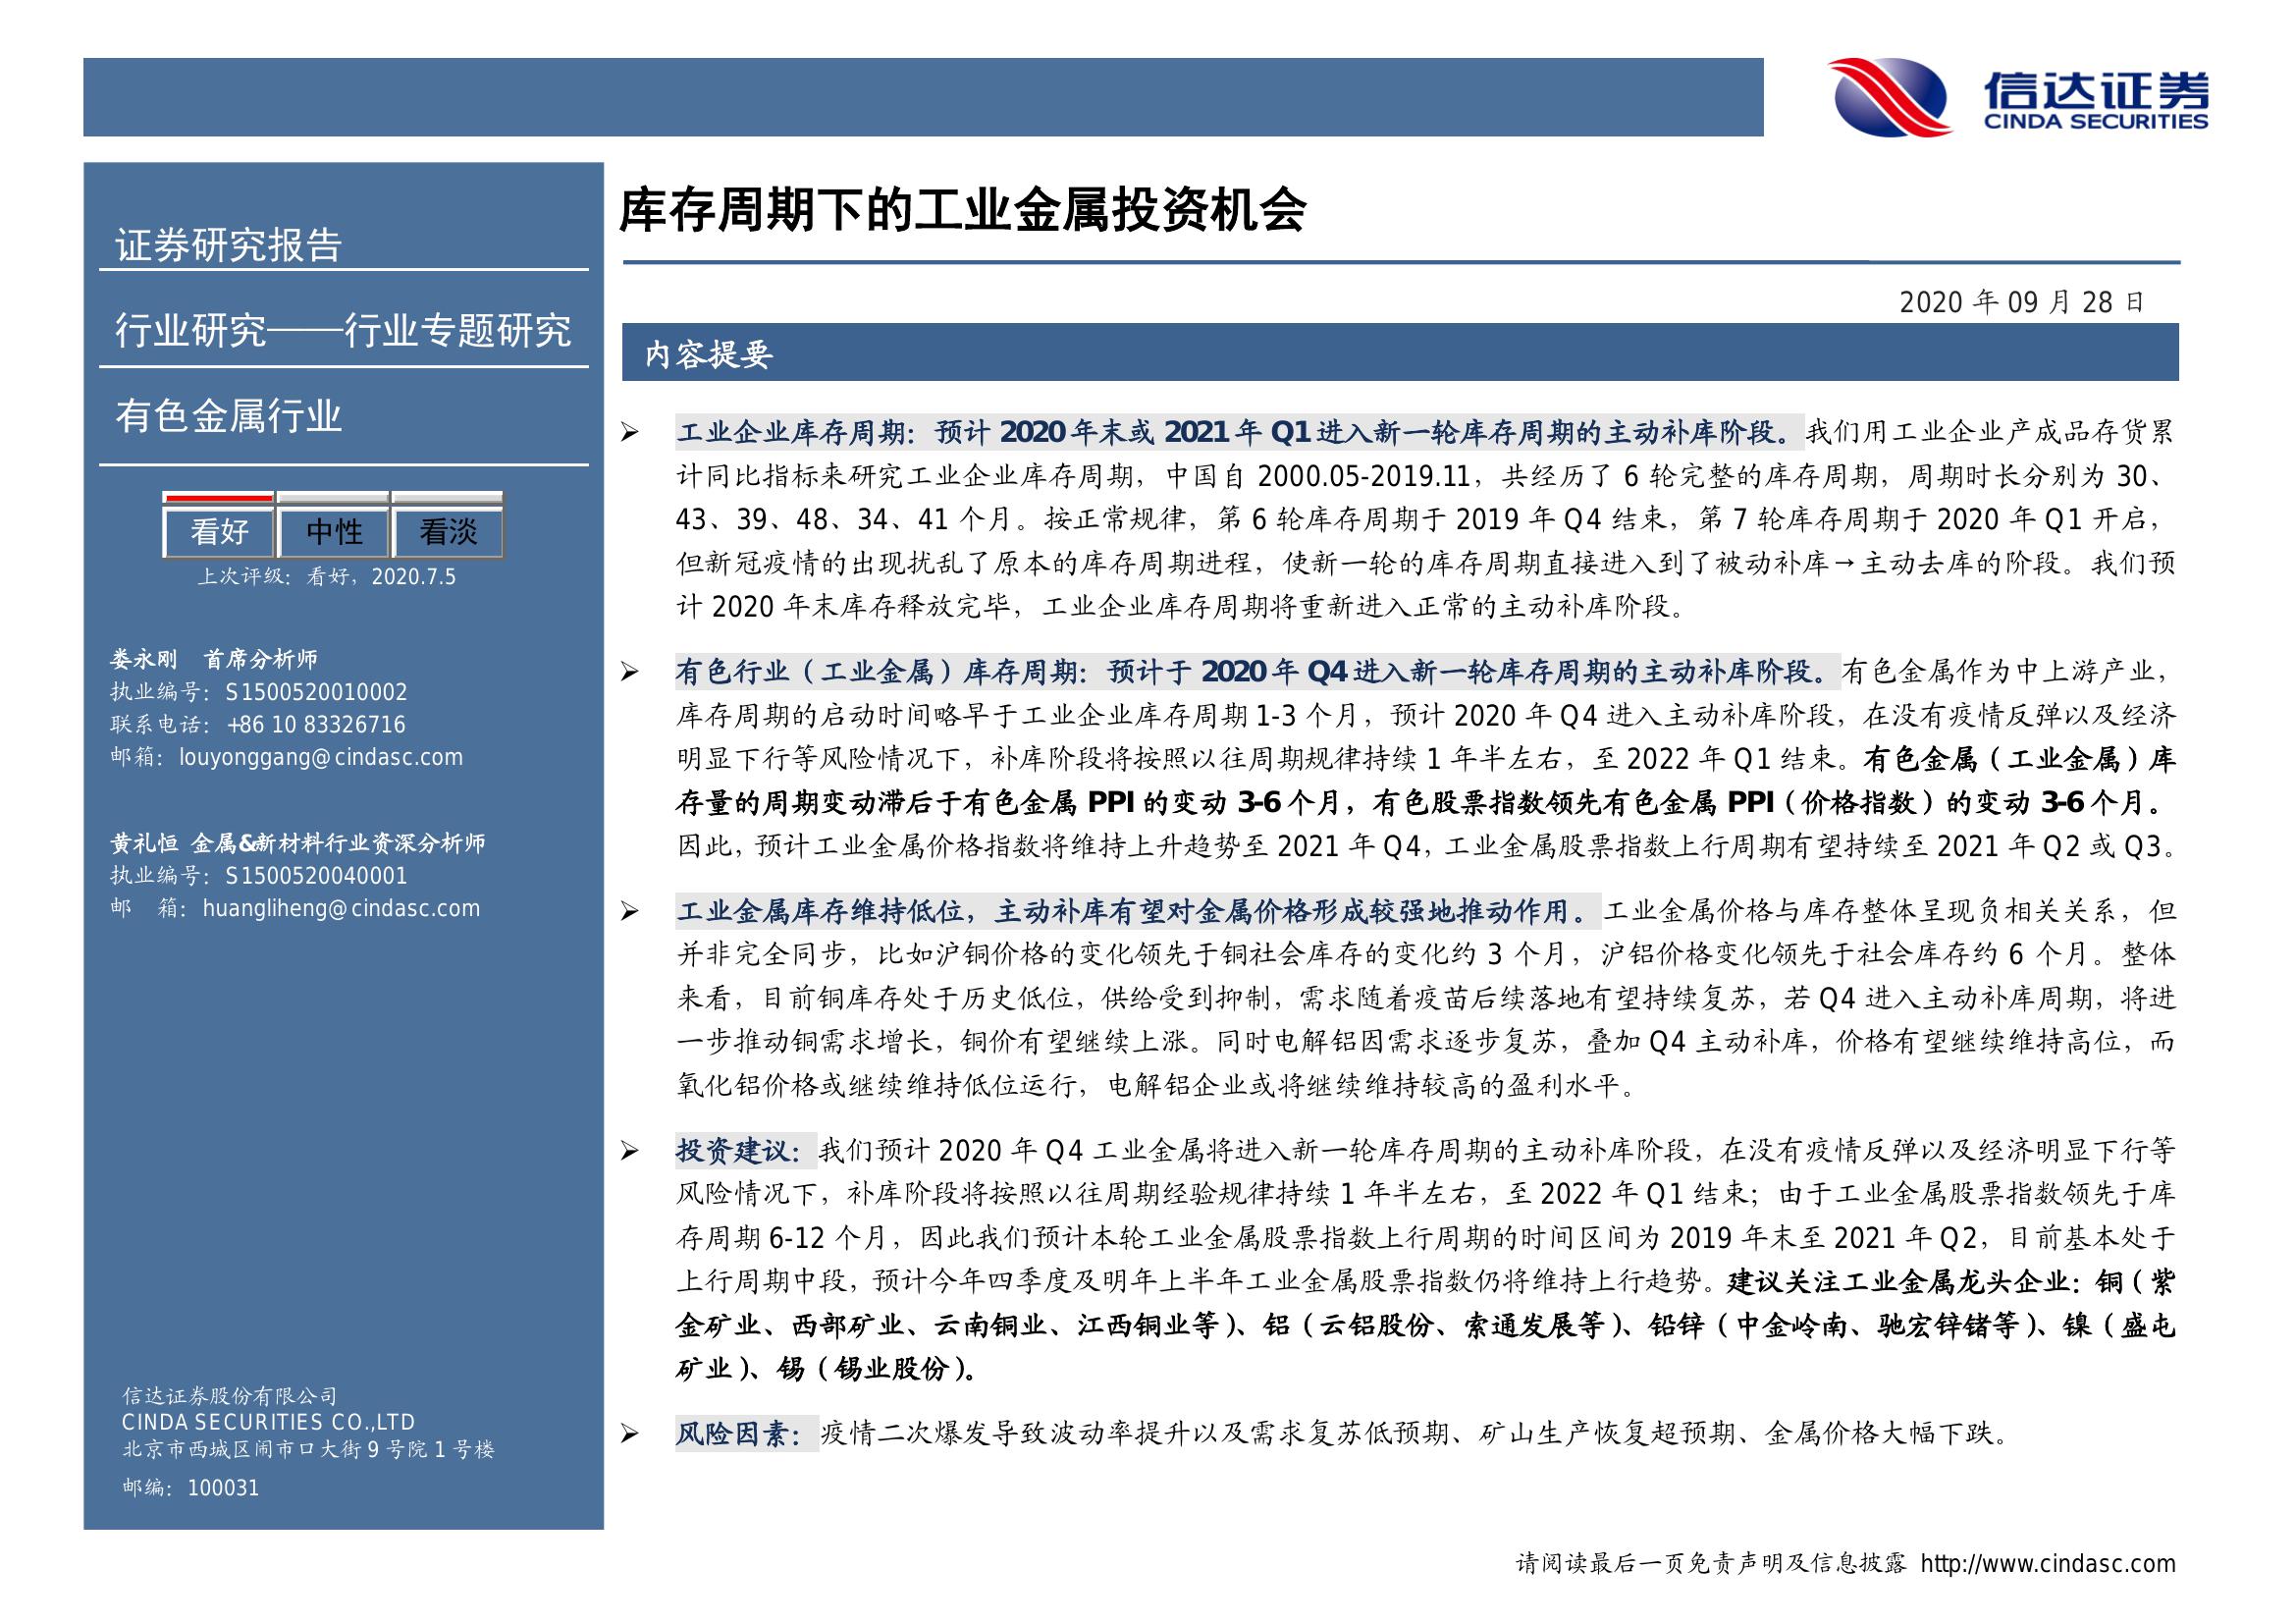 信达证券
CINDA SECURITIES
证券研究报告
行业研究——行业专题研究
有色金属行业
看好 中性 看淡
上次评级：看好，2020.7.5
娄永刚 首席分析师
执业编号：S1500520010002
联系电话：+86 10 83326716
邮箱：louyonggang@cindasc.com
黄礼恒 金属&新材料行业资深分析师
执业编号：S1500520040001
邮 箱：huangliheng@cindasc.com
信达证券股份有限公司
CINDA SECURITIES CO.,LTD
北京市西城区闹市口大街9号院1号楼
邮编：100031
库存周期下的工业金属投资机会
2020 年 09 月 28 日
内容提要
➢ 工业企业库存周期：预计 2020 年末或 2021 年 Q1 进入新一轮库存周期的主动补库阶段。我们用工业企业产成品存货累
计同比指标来研究工业企业库存周期，中国自 2000.05-2019.11，共经历了 6 轮完整的库存周期，周期时长分别为 30、
43、39、48、34、41 个月。按正常规律，第 6 轮库存周期于 2019 年 Q4 结束，第 7 轮库存周期于 2020 年 Q1 开启，
但新冠疫情的出现扰乱了原本的库存周期进程，使新一轮的库存周期直接进入到了被动补库→主动去库的阶段。我们预
计 2020 年末库存释放完毕，工业企业库存周期将重新进入正常的主动补库阶段。
➢ 有色行业（工业金属）库存周期：预计于 2020 年 Q4 进入新一轮库存周期的主动补库阶段。有色金属作为中上游产业，
库存周期的启动时间略早于工业企业库存周期 1-3 个月，预计 2020 年 Q4 进入主动补库阶段，在没有疫情反弹以及经济
明显下行等风险情况下，补库阶段将按照以往周期规律持续 1 年半左右，至 2022 年 Q1 结束。有色金属（工业金属）库
存量的周期变动滞后于有色金属 PPI 的变动 3-6 个月，有色股票指数领先有色金属 PPI（价格指数）的变动 3-6 个月。
因此，预计工业金属价格指数将维持上升趋势至 2021 年 Q4，工业金属股票指数上行周期有望持续至 2021 年 Q2 或 Q3。
➢ 工业金属库存维持低位，主动补库有望对金属价格形成较强地推动作用。工业金属价格与库存整体呈现负相关关系，但
并非完全同步，比如沪铜价格的变化领先于铜社会库存的变化约 3 个月，沪铝价格变化领先于社会库存约 6 个月。整体
来看，目前铜库存处于历史低位，供给受到抑制，需求随着疫苗后续落地有望持续复苏，若 Q4 进入主动补库周期，将进
一步推动铜需求增长，铜价有望继续上涨。同时电解铝因需求逐步复苏，叠加 Q4 主动补库，价格有望继续维持高位，而
氧化铝价格或继续维持低位运行，电解铝企业或将继续维持较高的盈利水平。
➢ 投资建议：我们预计 2020 年 Q4 工业金属将进入新一轮库存周期的主动补库阶段，在没有疫情反弹以及经济明显下行等
风险情况下，补库阶段将按照以往周期经验规律持续 1 年半左右，至 2022 年 Q1 结束；由于工业金属股票指数领先于库
存周期 6-12 个月，因此我们预计本轮工业金属股票指数上行周期的时间区间为 2019 年末至 2021 年 Q2，目前基本处于
上行周期中段，预计今年四季度及明年上半年工业金属股票指数仍将维持上行趋势。建议关注工业金属龙头企业：铜（紫
金矿业、西部矿业、云南铜业、江西铜业等）、铝（云铝股份、索通发展等）、铅锌（中金岭南、驰宏锌锗等）、镍（盛屯
矿业）、锡（锡业股份）。
➢ 风险因素：疫情二次爆发导致波动率提升以及需求复苏低预期、矿山生产恢复超预期、金属价格大幅下跌。
请阅读最后一页免责声明及信息披露 http://www.cindasc.com